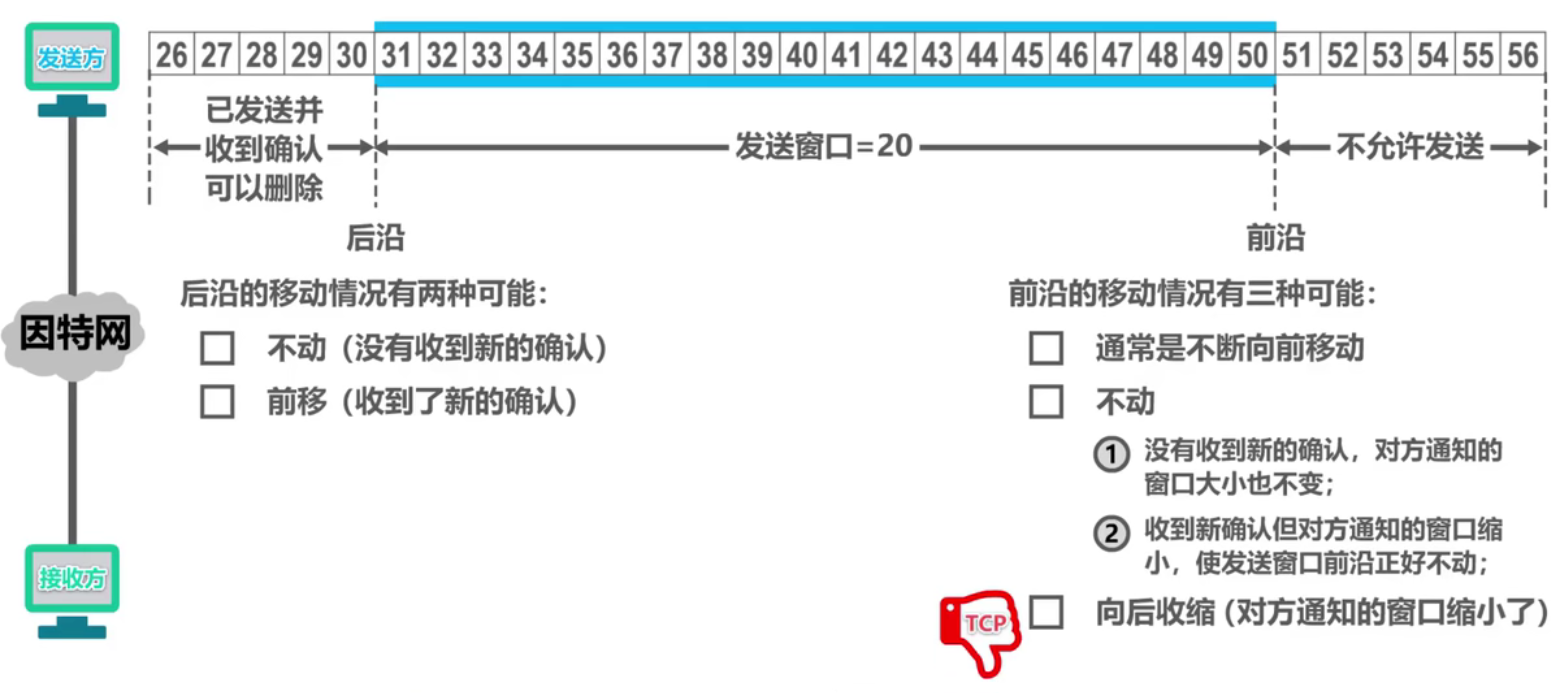 发送方
26 27 28 29 30 31 32 33 34 35 36 37 38 39 40 41 42 43 44 45 46 47 48 49 50 51 52 53 54 55 56
已发送并
收到确认
可以删除
发送窗口=20
不允许发送
后沿
前沿
后沿的移动情况有两种可能：
不动（没有收到新的确认）
前移（收到了新的确认）
前沿的移动情况有三种可能：
通常是不断向前移动
不动
1 没有收到新的确认，对方通知的
窗口大小也不变；
2 收到新确认但对方通知的窗口缩
小，使发送窗口前沿正好不动；
TCP
向后收缩（对方通知的窗口缩小了）
因特网
接收方